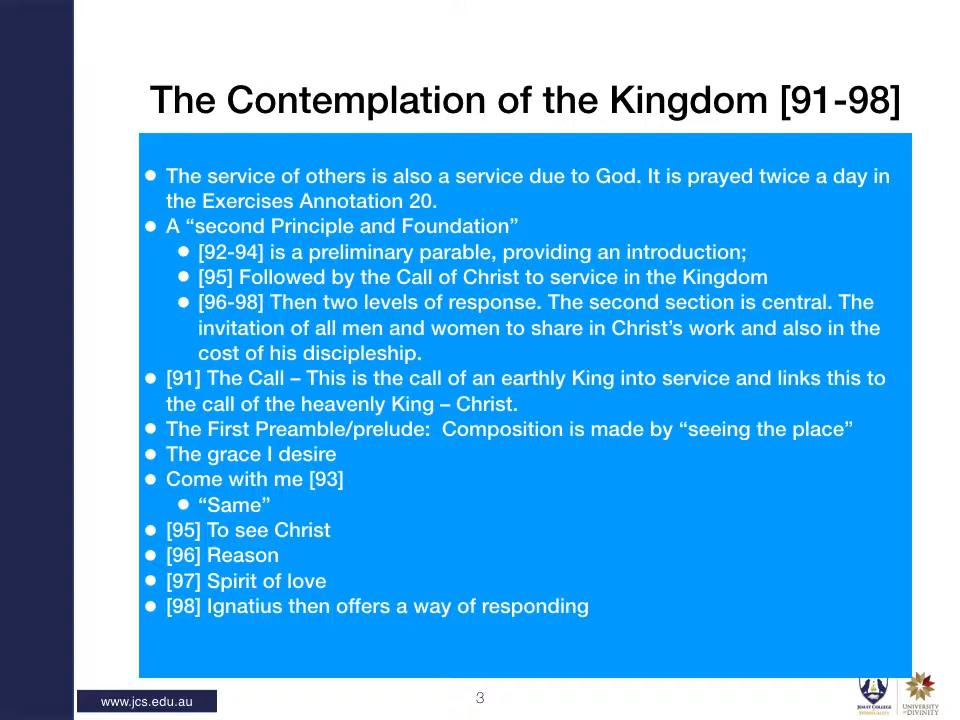 The Contemplation of the Kingdom [91-98]
• The service of others is also a service due to God. It is prayed twice a day in
the Exercises Annotation 20.
• A “second Principle and Foundation”
• [92-94] is a preliminary parable, providing an introduction;
• [95] Followed by the Call of Christ to service in the Kingdom
• [96-98] Then two levels of response. The second section is central. The
invitation of all men and women to share in Christ’s work and also in the
cost of his discipleship.
• [91] The Call – This is the call of an earthly King into service and links this to
the call of the heavenly King – Christ.
• The First Preamble/prelude:  Composition is made by “seeing the place”
• The grace I desire
• Come with me [93]
• “Same”
• [95] To see Christ
• [96] Reason
• [97] Spirit of love
• [98] Ignatius then offers a way of responding
www.jcs.edu.au
3
JESUIT COLLEGE
SPIRITUALITY
UNIVERSITY
OF DIVINITY